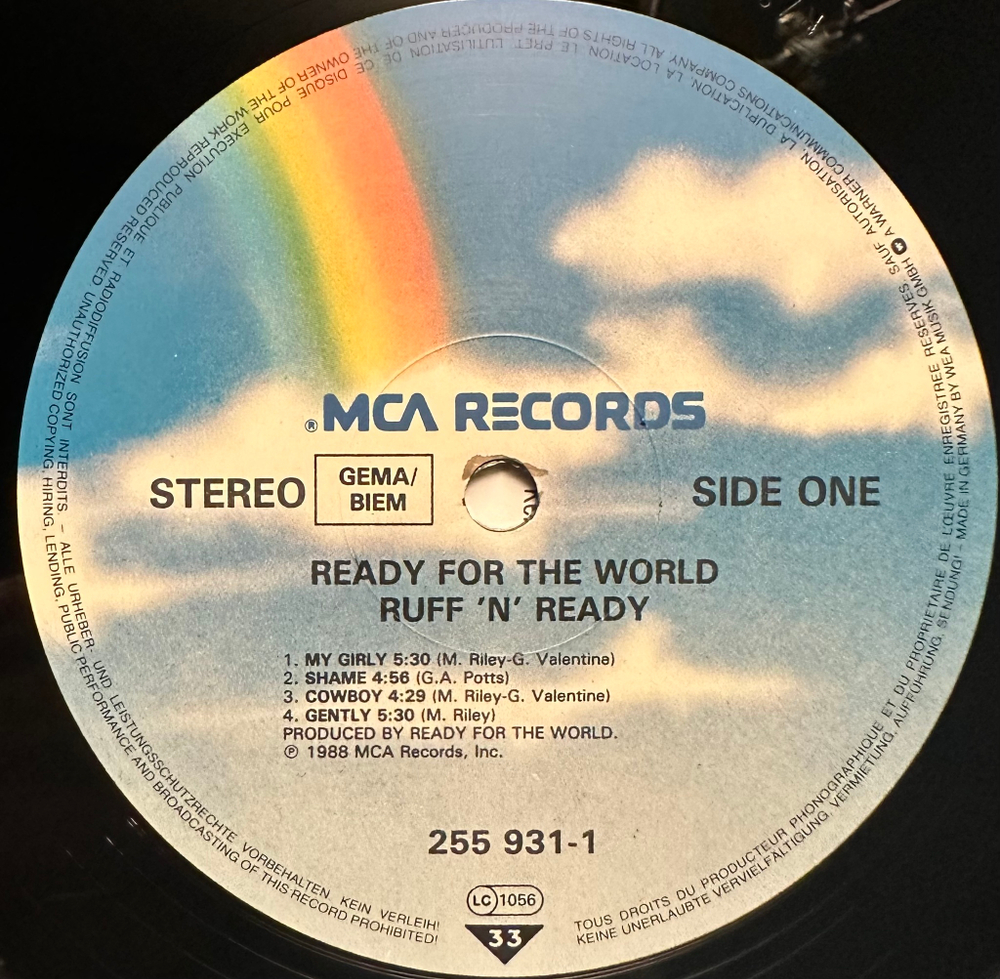 ® MCA RECORDS
STEREO
GEMA/
BIEM
SIDE ONE
READY FOR THE WORLD
RUFF 'N' READY
1. MY GIRLY 5:30 (M. Riley-G. Valentine)
2. SHAME 4:56 (G.A. Potts)
3. COWBOY 4:29 (M. Riley-G. Valentine)
4. GENTLY 5:30 (M. Riley)
PRODUCED BY READY FOR THE WORLD.
℗ 1988 MCA Records, Inc.
255 931-1
LC 1056
33
TOUS DROITS DU PRODUCTEUR PHONOGRAPHIQUE ET DU PROPRIETAIRE DE L'ŒUVRE ENREGISTREE RESERVES. SAUF AUTORISATION, LA DUPLICATION, LA LOCATION, LE PRET, L'UTILISATION DE CE DISQUE POUR EXECUTION PUBLIQUE ET RADIODIFFUSION SONT INTERDITS. – ALLE URHEBER- UND LEISTUNGSSCHUTZRECHTE VORBEHALTEN. KEIN VERLEIH!
KEINE UNERLAUBTE VERVIELFÄLTIGUNG, VERMIETUNG, AUFFÜHRUNG, SENDUNG! – MADE IN GERMANY BY WEA MUSIK GMBH A WARNER COMMUNICATIONS COMPANY. ALL RIGHTS OF THE PRODUCER AND OF THE OWNER OF THE WORK REPRODUCED RESERVED. UNAUTHORIZED COPYING, HIRING, LENDING, PUBLIC PERFORMANCE AND BROADCASTING OF THIS RECORD PROHIBITED!